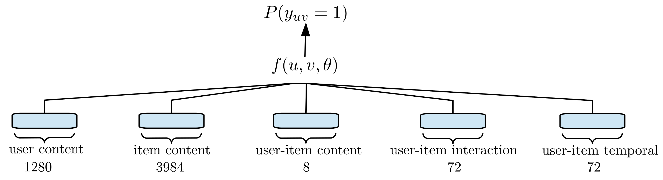 P(y_{uv} = 1)
f(u, v, θ)
user content item content user-item content user-item interaction user-item temporal
1280 3984 8 72 72